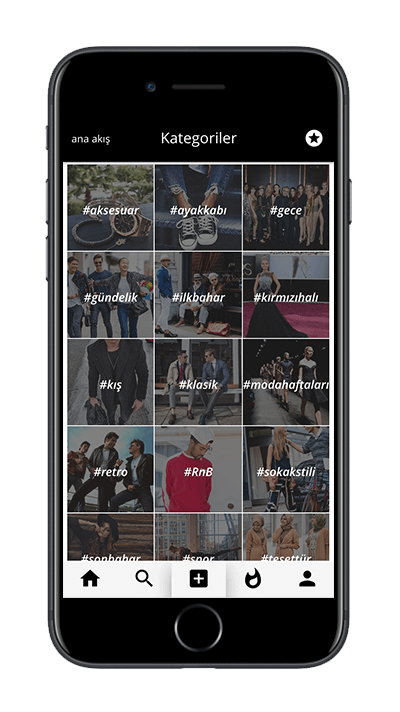 ana akış
Kategoriler
#aksesuar
#ayakkabı
#gece
#gündelik
#ilkbahar
#kırmızıhalı
#kış
#klasik
#modahaftaları
#retro
#RnB
#sokakstili
#sonbahar
#spor
#tesettür